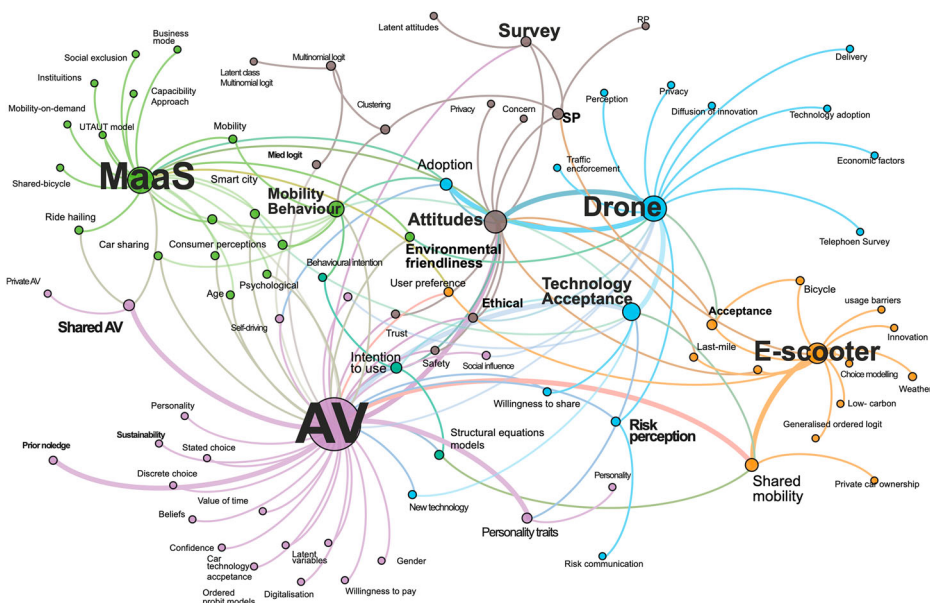 Business
mode
Social exclusion
Instituitions
Capacibility
Approach
Mobility-on-demand
UTAUT model
Shared-bicycle
MaaS
Mobility
Smart city
Latent class
Multinomial logit
Multinomial logit
Clustering
Mied logit
Mobility
Behaviour
Latent attitudes
Survey
RP
Privacy
Concern
SP
Adoption
Attitudes
Perception
Privacy
Diffusion of innovation
Delivery
Technology adoption
Traffic
encforcement
Economic factors
Drone
Telephoen Survey
Ride hailing
Car sharing
Consumer perceptions
Behavioural intention
Environmental
friendliness
User preference
Private AV
Shared AV
Age
Psychological
Self-driving
Ethical
Trust
Safety
Social influence
Intention
to use
Technology
Acceptance
Acceptance
Bicycle
usage barriers
Innovation
Last-mile
E-scooter
Choice modelling
Weather
Low- carbon
Generalised ordered logit
Willingness to share
Risk
perception
Shared
mobility
Private car ownership
AV
Personality
Sustainability
Stated choice
Prior noledge
Discrete choice
Value of time
Beliefs
Confidence
Car
technology
accpetance
Latent
variables
Gender
Ordered
probit models
Digitalisation
Willingness to pay
Structural equations
models
New technology
Personality traits
Personality
Risk communication